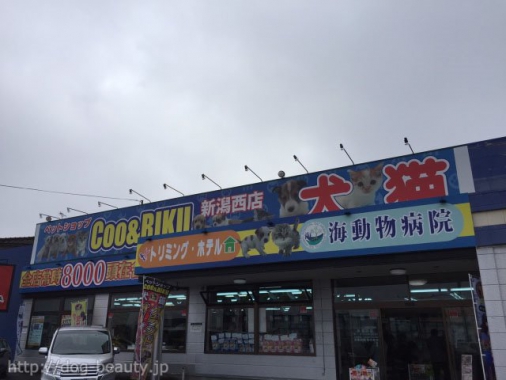 ペットショップ
COO&RIKU
新潟西店
犬猫
トリミング・ホテル
海動物病院
8000
http://dog-beauty.jp